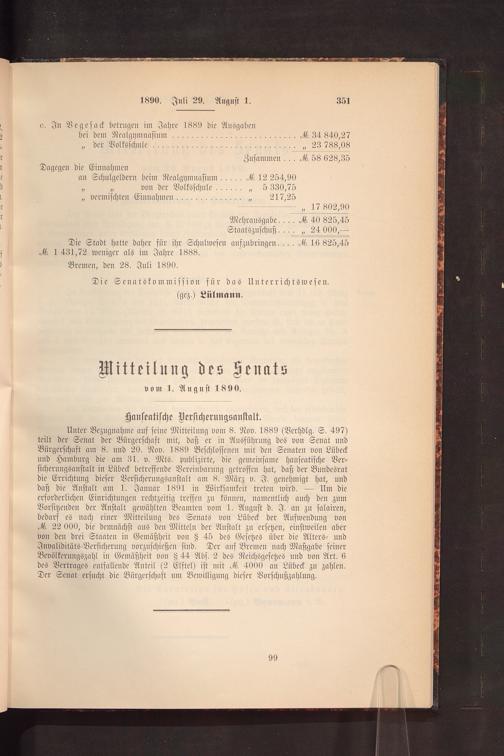 1890. Juli 29. August 1. 351
c. In Vegesack betrugen im Jahre 1889 die Ausgaben
bei dem Realgymnasium . . . . . . . . . . ℳ 34 840,27
„ der Volksschule . . . . . . . . . . „ 23 788,08
Zusammen . . . ℳ 58 628,35
Dagegen die Einnahmen
an Schulgeldern beim Realgymnasium . . . . . ℳ 12 254,90
„ „ von der Volksschule . . . . . . „ 5 330,75
„ vermischten Einnahmen . . . . . . . . . . „ 217,25
„ 17 802,90
Mehrausgabe . . . . ℳ 40 825,45
Staatszuschuß . . . . „ 24 000,—
Die Stadt hatte daher für ihr Schulwesen aufzubringen . . . . ℳ 16 825,45
ℳ 1 431,72 weniger als im Jahre 1888.
Bremen, den 28. Juli 1890.
Die Senatskommission für das Unterrichtswesen.
(gez.) Lülmann.
Mitteilung des Senats
vom 1. August 1890.
Hanseatische Versicherungsanstalt.
Unter Bezugnahme auf seine Mitteilung vom 8. Nov. 1889 (Verhdlg. S. 497)
teilt der Senat der Bürgerschaft mit, daß er in Ausführung des von Senat und
Bürgerschaft am 8. und 20. Nov. 1889 Beschlossenen mit den Senaten von Lübeck
und Hamburg die am 31. v. Mts. publizirte, die gemeinsame hanseatische Ver-
sicherungsanstalt in Lübeck betreffende Vereinbarung getroffen hat, daß der Bundesrat
die Errichtung dieser Versicherungsanstalt am 8. März v. J. genehmigt hat, und
daß die Anstalt am 1. Januar 1891 in Wirksamkeit treten wird. — Um die
erforderlichen Einrichtungen rechtzeitig treffen zu können, namentlich auch den zum
Vorsitzenden der Anstalt gewählten Beamten vom 1. August d. J. an zu salairen,
bedarf es nach einer Mitteilung des Senats von Lübeck der Aufwendung von
ℳ 22 000, die demnächst aus den Mitteln der Anstalt zu ersetzen, einstweilen aber
von den drei Staaten in Gemäßheit von § 45 des Gesetzes über die Alters- und
Invaliditäts-Versicherung vorzuschießen sind. Der auf Bremen nach Maßgabe seiner
Bevölkerungszahl in Gemäßheit von § 44 Abs. 2 des Reichsgesetzes und von Art. 6
des Vertrages entfallende Anteil (2 Elftel) ist mit ℳ 4000 an Lübeck zu zahlen.
Der Senat ersucht die Bürgerschaft um Bewilligung dieser Vorschußzahlung.
99